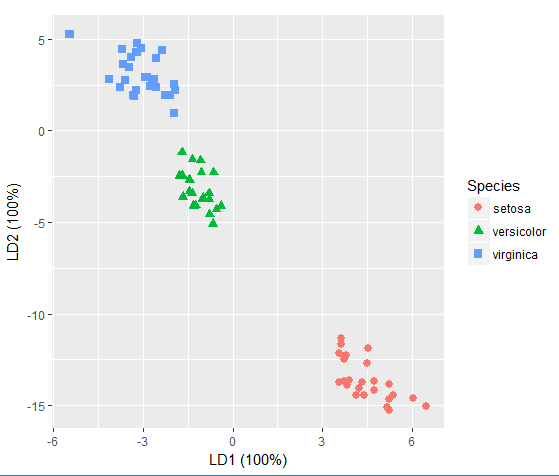 5
0
-5
-10
-15
LD2 (100%)
-6
-3
0
3
6
LD1 (100%)
Species
setosa
versicolor
virginica